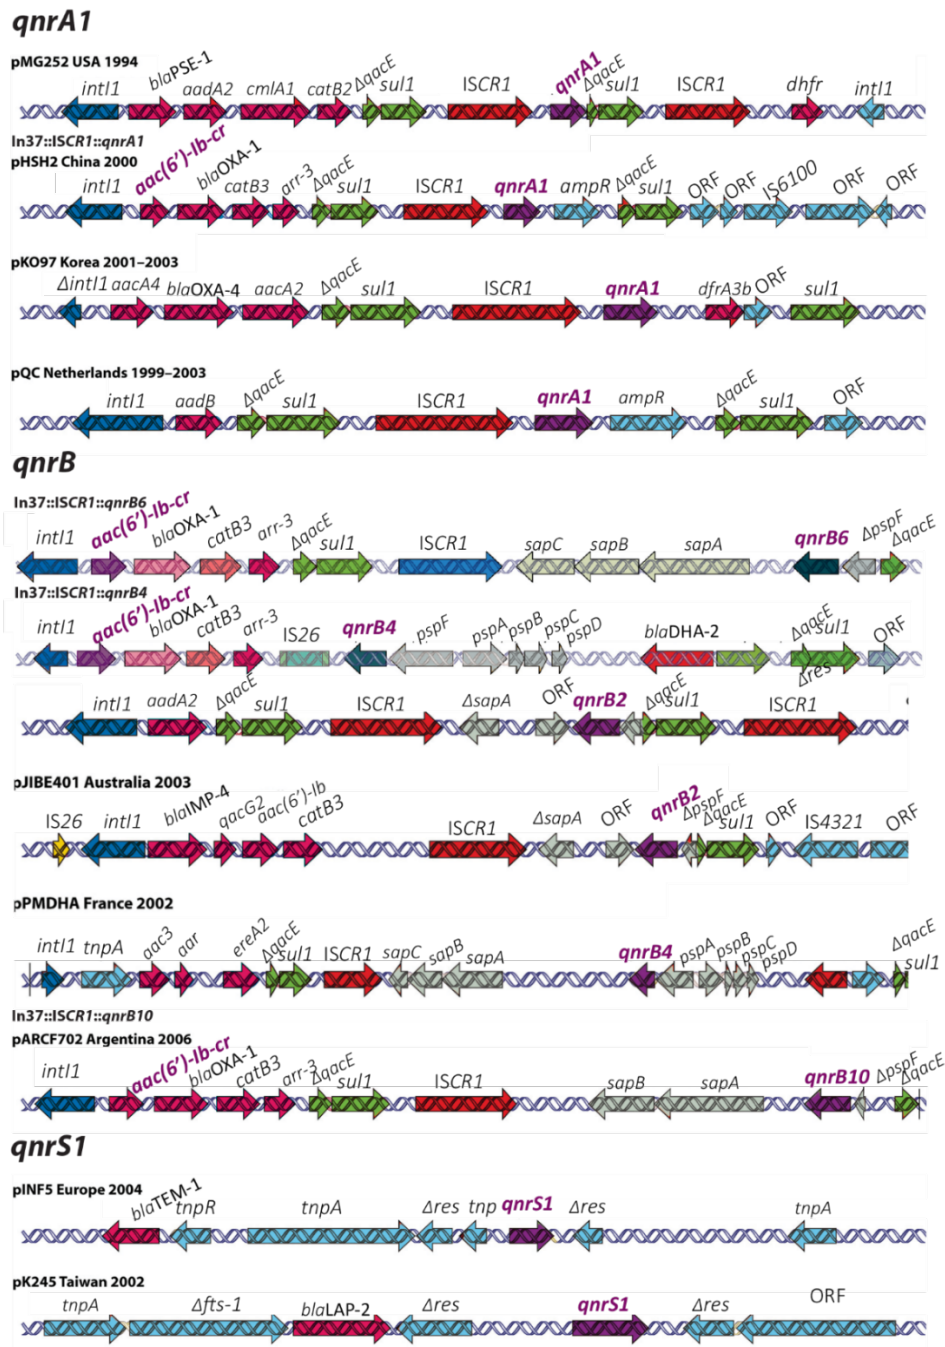 qnrA1
pMG252 USA 1994
intI1 blaPSE-1 aadA2 cmlA1 catB2 ΔqacE sul1 ISCR1 qnrA1 ΔqacE sul1 ISCR1 dhfr intI1
In37::ISCR1::qnrA1
pHSH2 China 2000
intI1 aac(6')-Ib-cr blaOXA-1 catB3 arr-3 ΔqacE sul1 ISCR1 qnrA1 ampR ΔqacE sul1 ORF ORF IS6100 ORF ORF
pKO97 Korea 2001–2003
ΔintI1 aacA4 blaOXA-4 aacA2 ΔqacE sul1 ISCR1 qnrA1 dfrA3b ORF sul1
pQC Netherlands 1999–2003
intI1 aadB ΔqacE sul1 ISCR1 qnrA1 ampR ΔqacE sul1 ORF
qnrB
In37::ISCR1::qnrB6
intI1 aac(6')-Ib-cr blaOXA-1 catB3 arr-3 ΔqacE sul1 ISCR1 sapC sapB sapA qnrB6 ΔpspF ΔqacE
In37::ISCR1::qnrB4
intI1 aac(6')-Ib-cr blaOXA-1 catB3 arr-3 IS26 qnrB4 pspF pspA pspB pspC pspD blaDHA-2 ΔqacE sul1 ORF
Δres
intI1 aadA2 ΔqacE sul1 ISCR1 ΔsapA ORF qnrB2 ΔqacE sul1 ISCR1
pJIBE401 Australia 2003
IS26 intI1 blaIMP-4 qacG2 aac(6')-Ib catB3 ISCR1 ΔsapA ORF qnrB2 ΔpspF ΔqacE sul1 ORF IS4321 ORF
pPMDHA France 2002
intI1 tnpA aac3 aar ereA2 ΔqacE sul1 ISCR1 sapC sapB sapA qnrB4 pspA pspB pspC pspD ΔqacE sul1
In37::ISCR1::qnrB10
pARCF702 Argentina 2006
intI1 aac(6')-Ib-cr blaOXA-1 catB3 arr-3 ΔqacE sul1 ISCR1 sapB sapA qnrB10 ΔpspF ΔqacE
qnrS1
pINF5 Europe 2004
blaTEM-1 tnpR tnpA Δres tnp qnrS1 Δres tnpA
pK245 Taiwan 2002
tnpA Δfts-1 blaLAP-2 Δres qnrS1 Δres ORF